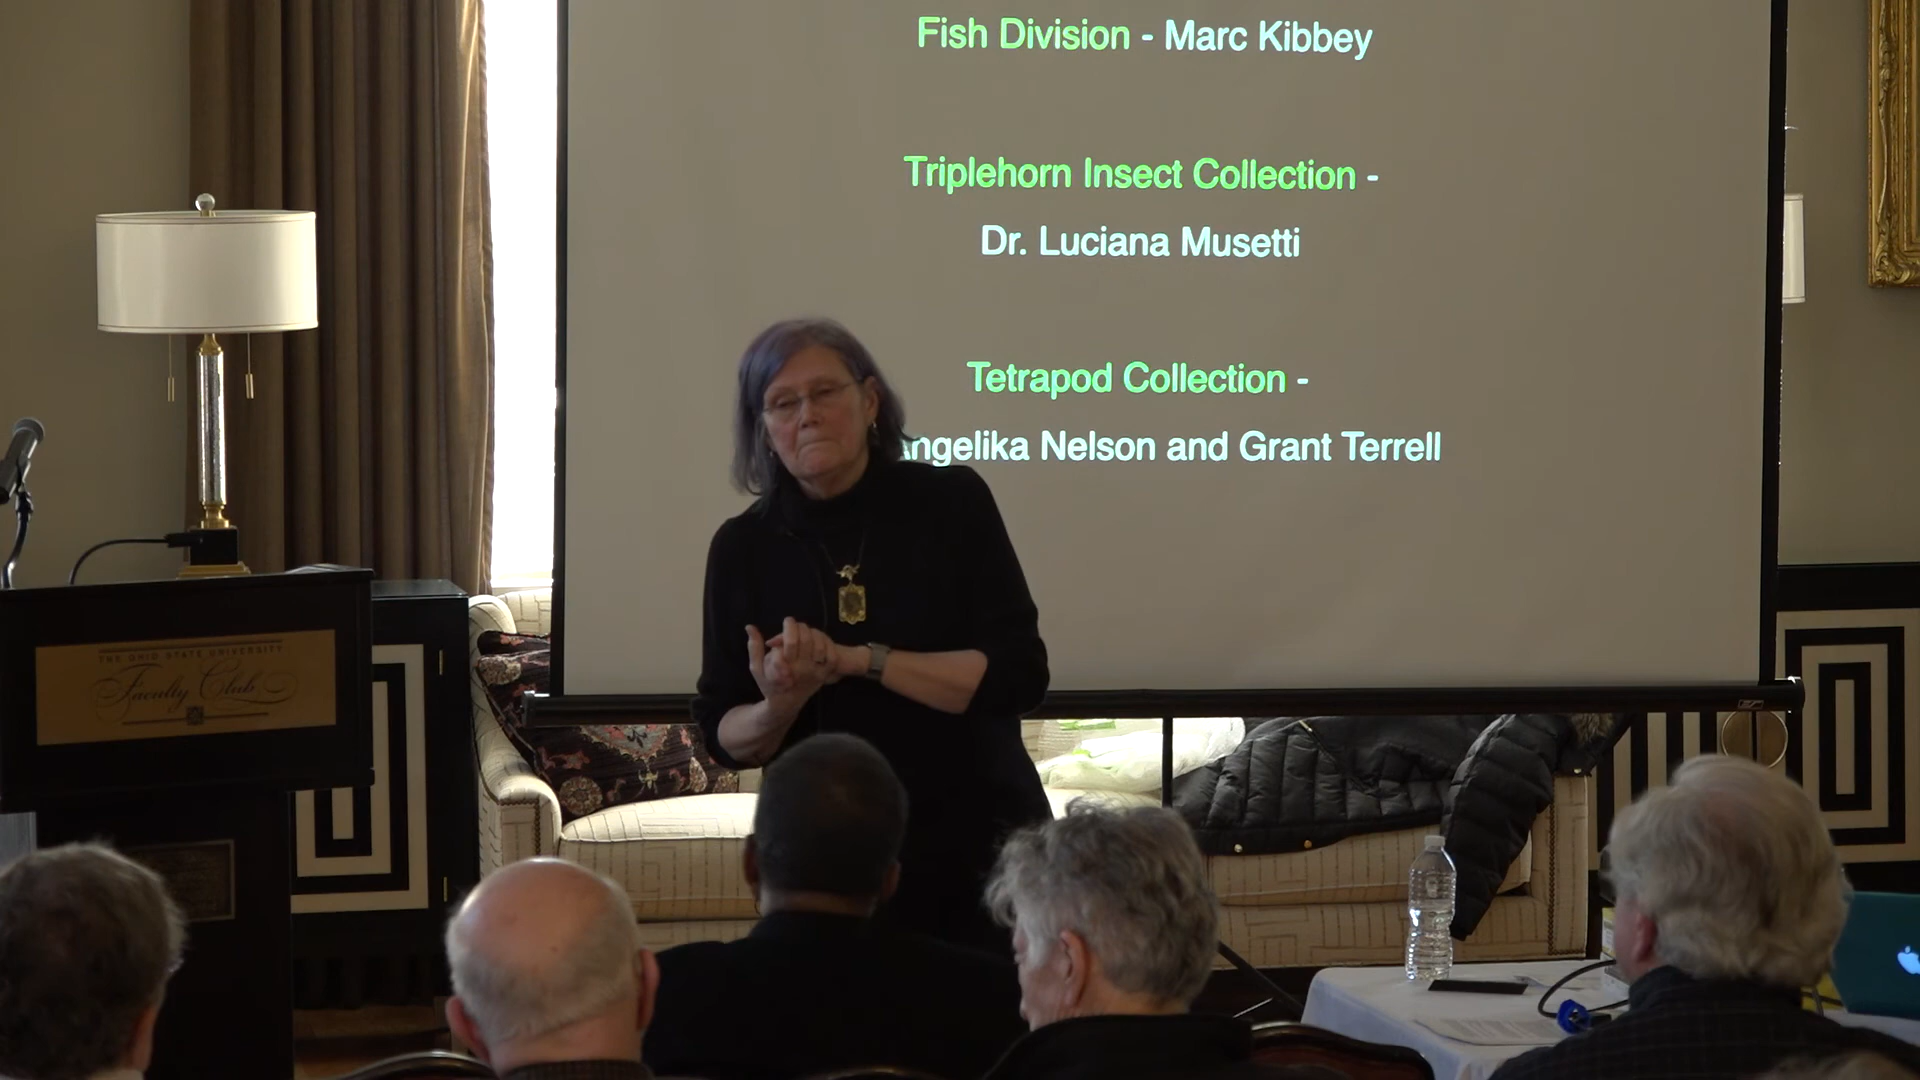 Fish Division - Marc Kibbey
Triplehorn Insect Collection -
Dr. Luciana Musetti
Tetrapod Collection -
Angelika Nelson and Grant Terrell
THE OHIO STATE UNIVERSITY
Faculty Club